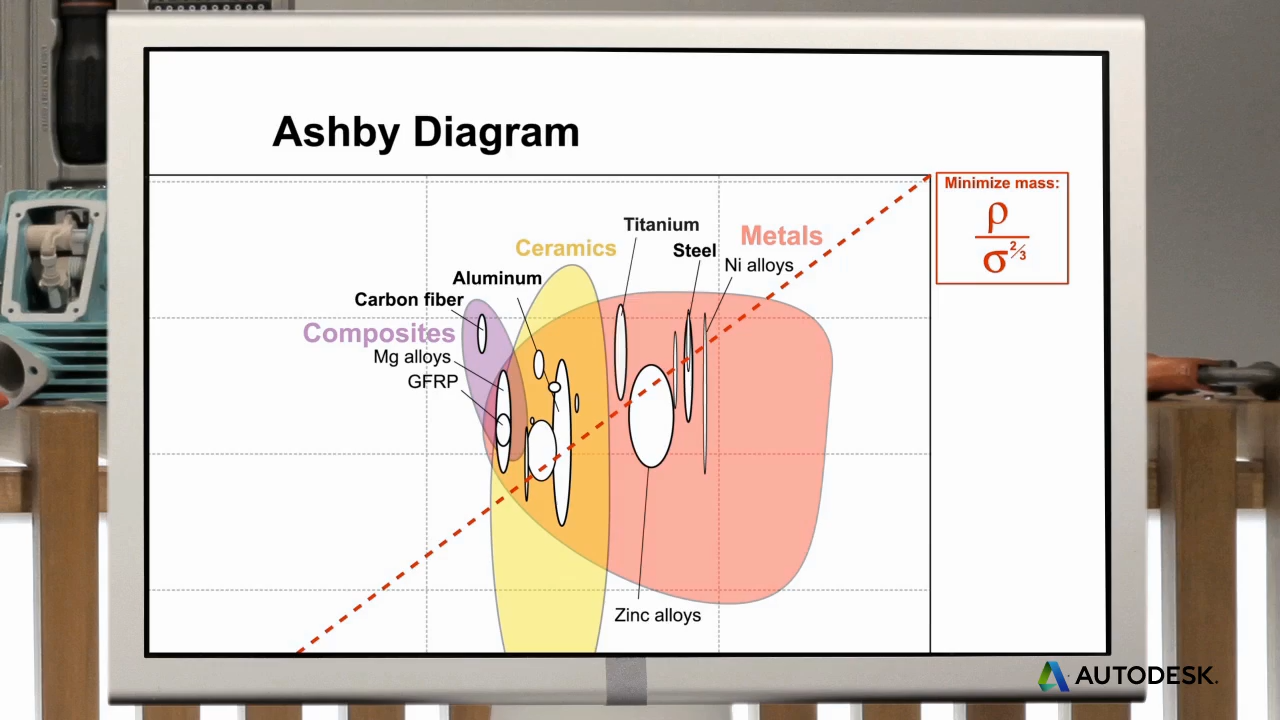 Ashby Diagram
Minimize mass:
ρ
σ⅔
Titanium
Metals
Ceramics
Steel
Ni alloys
Aluminum
Carbon fiber
Composites
Mg alloys
GFRP
Zinc alloys
AUTODESK.